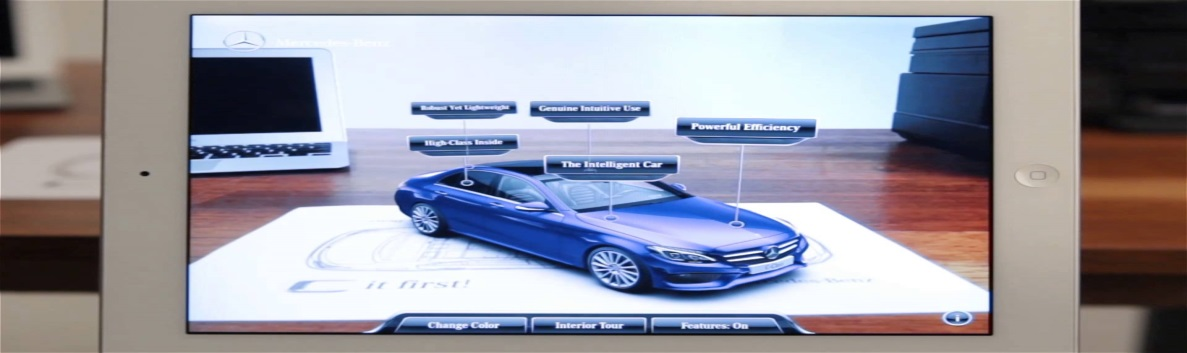 Mercedes-Benz
Robust Yet Lightweight
Genuine Intuitive Use
Powerful Efficiency
High-Class Inside
The Intelligent Car
C it first!
Change Color
Interior Tour
Features: On
i